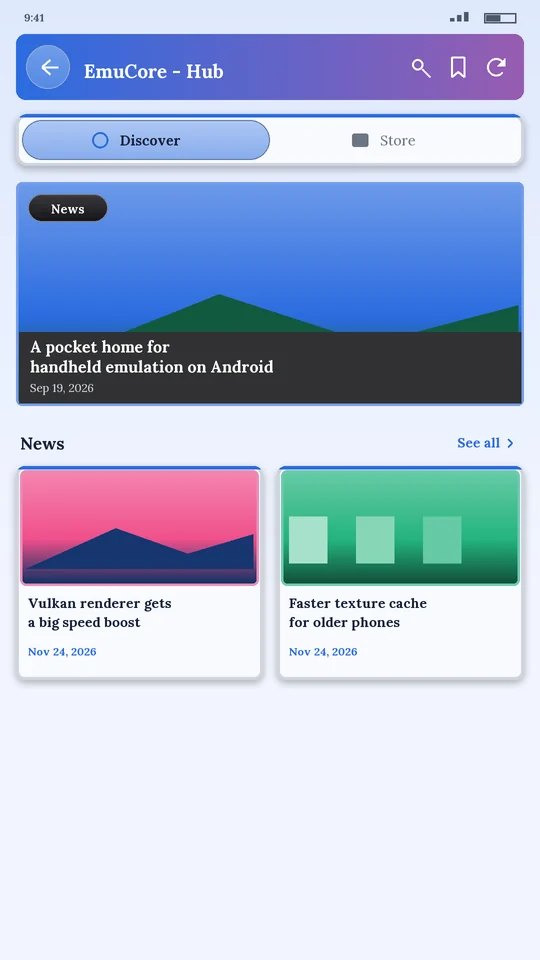 9:41
EmuCore - Hub
Discover
Store
News
A pocket home for
handheld emulation on Android
Sep 19, 2026
News
See all
Vulkan renderer gets
a big speed boost
Nov 24, 2026
Faster texture cache
for older phones
Nov 24, 2026